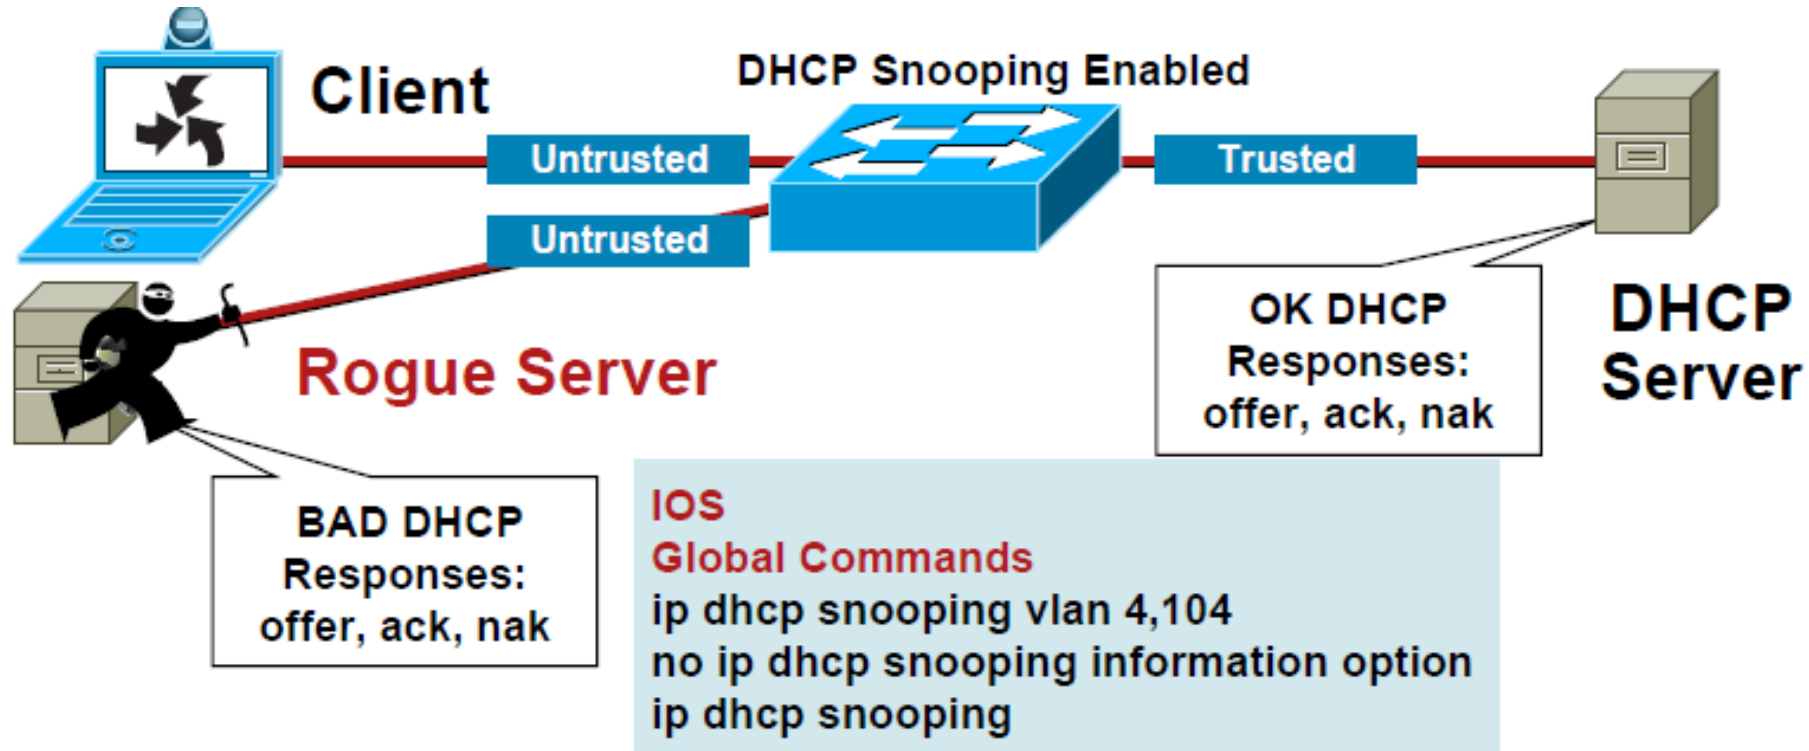 Client
DHCP Snooping Enabled
Untrusted
Trusted
Untrusted
Rogue Server
OK DHCP
Responses:
offer, ack, nak
DHCP
Server
BAD DHCP
Responses:
offer, ack, nak
IOS
Global Commands
ip dhcp snooping vlan 4,104
no ip dhcp snooping information option
ip dhcp snooping